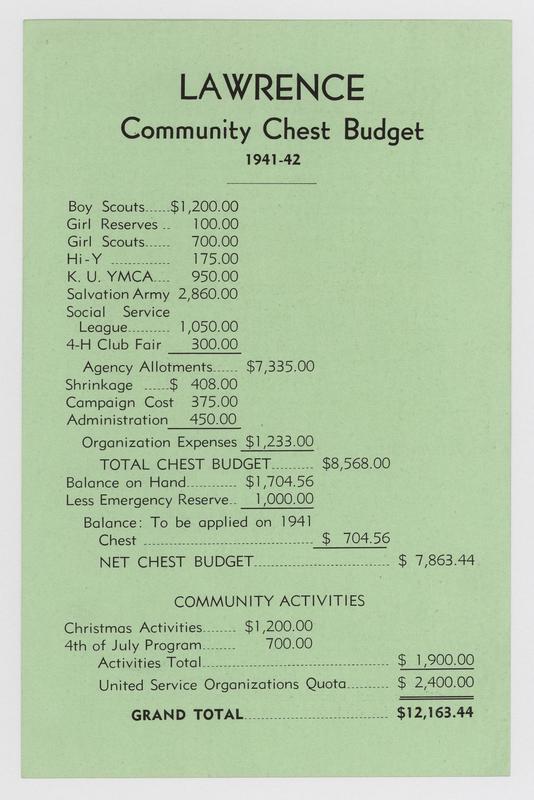 LAWRENCE
Community Chest Budget
1941-42
Boy Scouts......$1,200.00
Girl Reserves .. 100.00
Girl Scouts...... 700.00
Hi-Y .............. 175.00
K. U. YMCA.... 950.00
Salvation Army 2,860.00
Social Service
League.......... 1,050.00
4-H Club Fair 300.00
Agency Allotments...... $7,335.00
Shrinkage ......$ 408.00
Campaign Cost 375.00
Administration 450.00
Organization Expenses $1,233.00
TOTAL CHEST BUDGET.......... $8,568.00
Balance on Hand.............. $1,704.56
Less Emergency Reserve.. 1,000.00
Balance: To be applied on 1941
Chest ........................................ $ 704.56
NET CHEST BUDGET................................ $ 7,863.44
COMMUNITY ACTIVITIES
Christmas Activities........ $1,200.00
4th of July Program........ 700.00
Activities Total............................................ $ 1,900.00
United Service Organizations Quota.......... $ 2,400.00
GRAND TOTAL.................................. $12,163.44